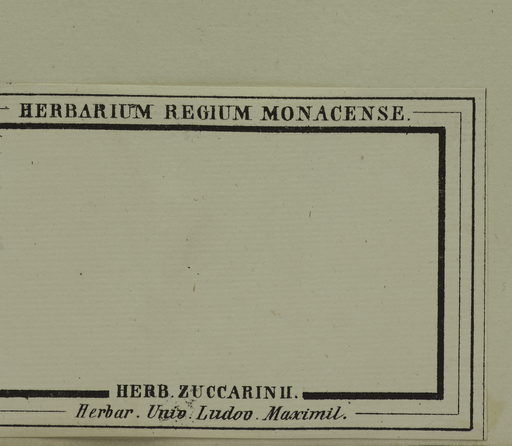 HERBARIUM REGIUM MONACENSE.
HERB. ZUCCARINII.
Herbar. Univ. Ludov. Maximil.